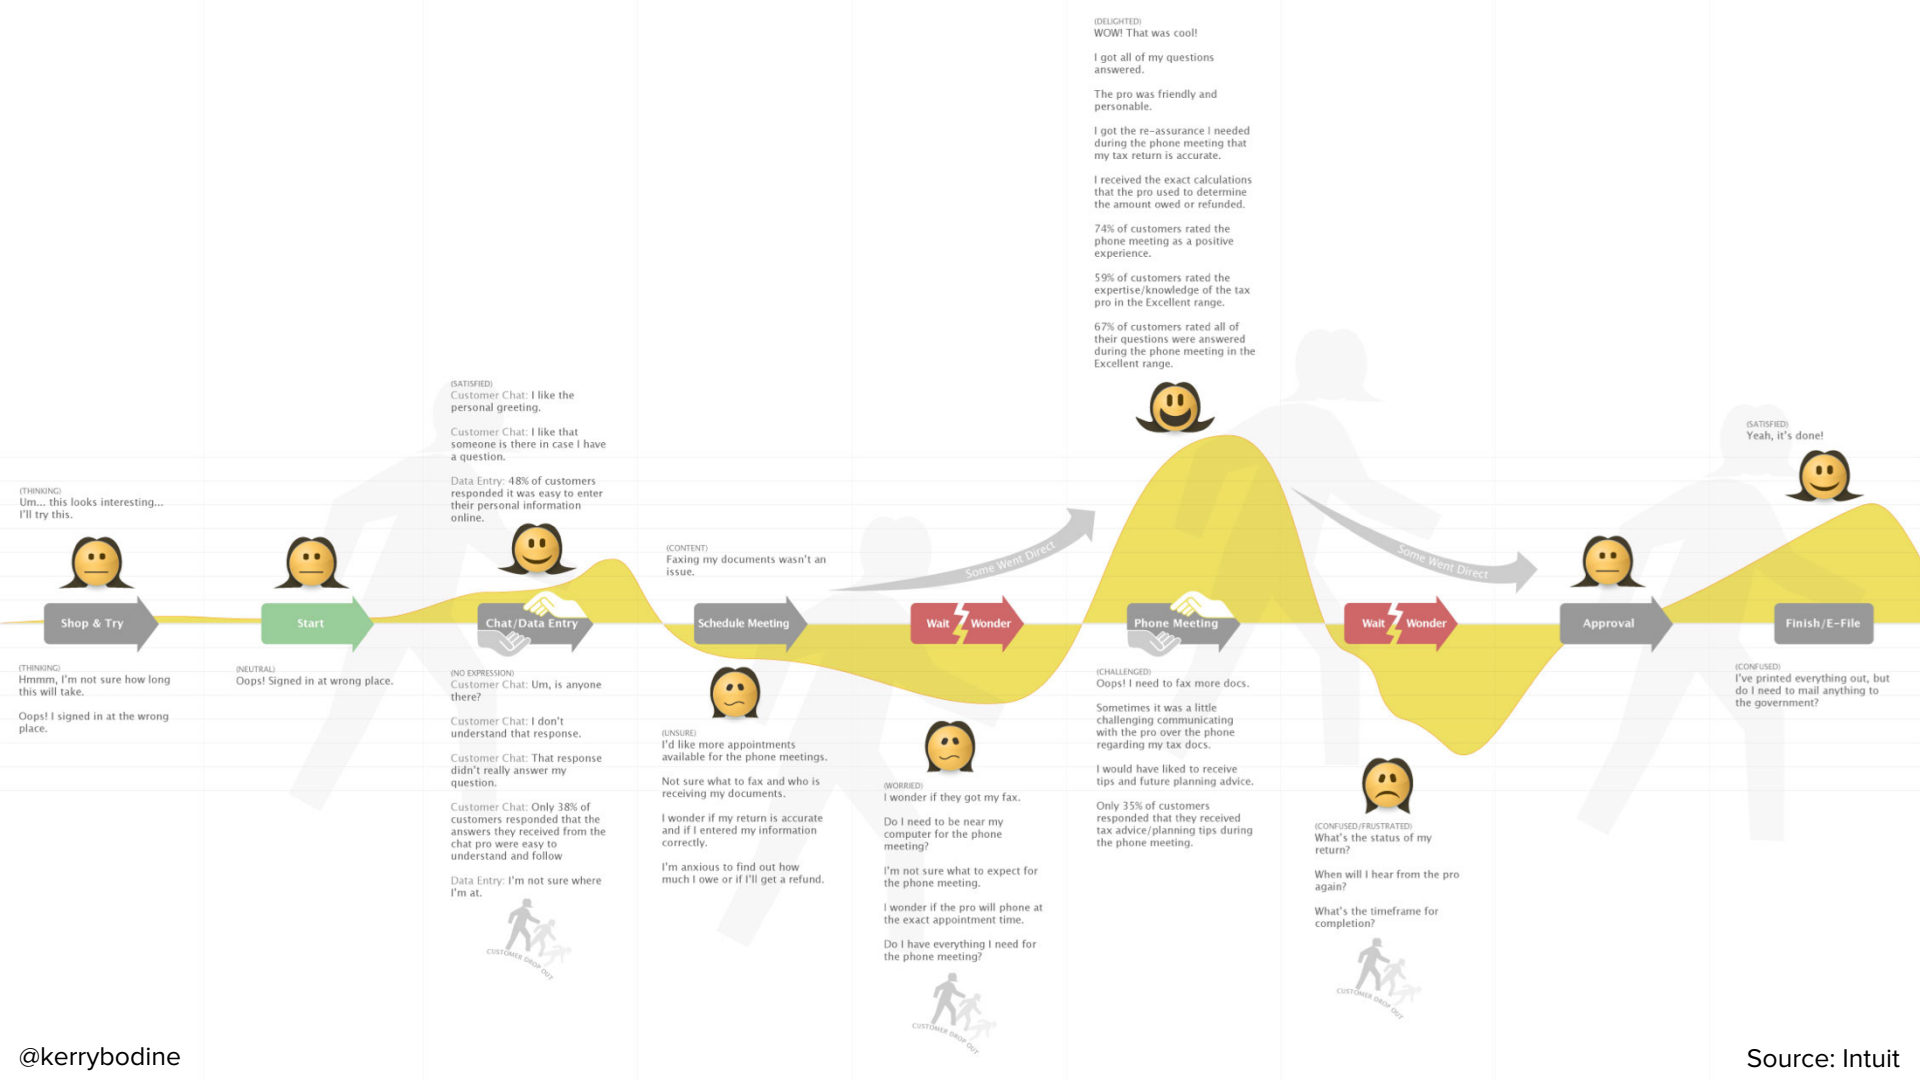 (THINKING)
Um... this looks interesting...
I'll try this.
Shop & Try
(THINKING)
Hmmm, I'm not sure how long
this will take.
Oops! I signed in at the wrong
place.
Start
(NEUTRAL)
Oops! Signed in at wrong place.
(SATISFIED)
Customer Chat: I like the
personal greeting.
Customer Chat: I like that
someone is there in case I have
a question.
Data Entry: 48% of customers
responded it was easy to enter
their personal information
online.
Chat/Data Entry
(NO EXPRESSION)
Customer Chat: Um, is anyone
there?
Customer Chat: I don't
understand that response.
Customer Chat: That response
didn't really answer my
question.
Customer Chat: Only 38% of
customers responded that the
answers they received from the
chat pro were easy to
understand and follow
Data Entry: I'm not sure where
I'm at.
CUSTOMER DROP OUT
(CONTENT)
Faxing my documents wasn't an
issue.
Schedule Meeting
(UNSURE)
I'd like more appointments
available for the phone meetings.
Not sure what to fax and who is
receiving my documents.
I wonder if my return is accurate
and if I entered my information
correctly.
I'm anxious to find out how
much I owe or if I'll get a refund.
Some Went Direct
Wait Wonder
(WORRIED)
I wonder if they got my fax.
Do I need to be near my
computer for the phone
meeting?
I'm not sure what to expect for
the phone meeting.
I wonder if the pro will phone at
the exact appointment time.
Do I have everything I need for
the phone meeting?
CUSTOMER DROP OUT
(DELIGHTED)
WOW! That was cool!
I got all of my questions
answered.
The pro was friendly and
personable.
I got the re-assurance I needed
during the phone meeting that
my tax return is accurate.
I received the exact calculations
that the pro used to determine
the amount owed or refunded.
74% of customers rated the
phone meeting as a positive
experience.
59% of customers rated the
expertise/knowledge of the tax
pro in the Excellent range.
67% of customers rated all of
their questions were answered
during the phone meeting in the
Excellent range.
Phone Meeting
(CHALLENGED)
Oops! I need to fax more docs.
Sometimes it was a little
challenging communicating
with the pro over the phone
regarding my tax docs.
I would have liked to receive
tips and future planning advice.
Only 35% of customers
responded that they received
tax advice/planning tips during
the phone meeting.
Some Went Direct
Wait Wonder
(CONFUSED/FRUSTRATED)
What's the status of my
return?
When will I hear from the pro
again?
What's the timeframe for
completion?
CUSTOMER DROP OUT
Approval
(SATISFIED)
Yeah, it's done!
Finish/E-File
(CONFUSED)
I've printed everything out, but
do I need to mail anything to
the government?
@kerrybodine
Source: Intuit